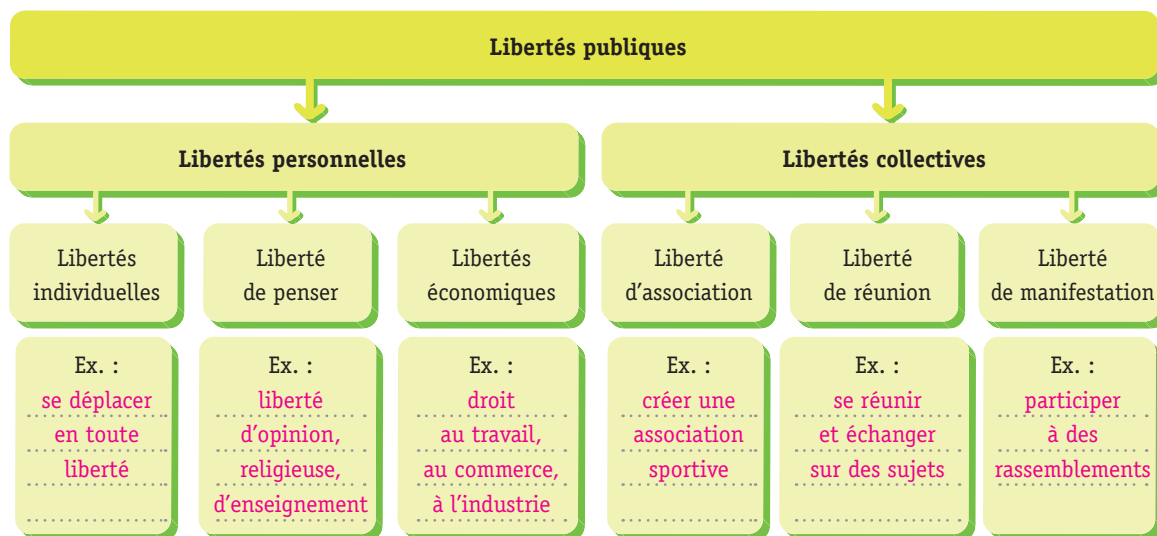 Libertés publiques
Libertés personnelles
Libertés collectives
Libertés
individuelles
Liberté
de penser
Libertés
économiques
Liberté
d'association
Liberté
de réunion
Liberté
de manifestation
Ex. :
se déplacer
en toute
liberté
Ex. :
liberté
d'opinion,
religieuse,
d'enseignement
Ex. :
droit
au travail,
au commerce,
à l'industrie
Ex. :
créer une
association
sportive
Ex. :
se réunir
et échanger
sur des sujets
Ex. :
participer
à des
rassemblements